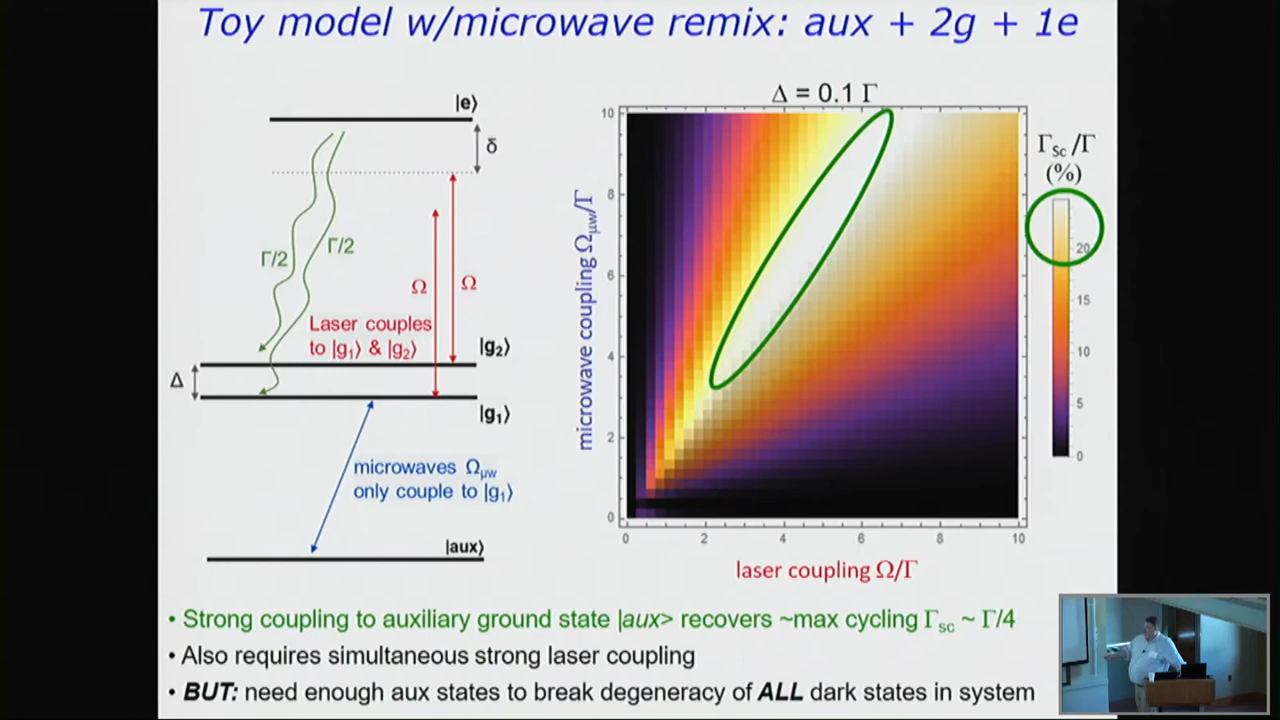 Toy model w/microwave remix: aux + 2g + 1e
|e⟩
δ
Γ/2
Γ/2
Ω
Ω
Laser couples
to |g₁⟩ & |g₂⟩
|g₂⟩
Δ
|g₁⟩
microwaves Ωμw
only couple to |g₁⟩
|aux⟩
Δ = 0.1 Γ
microwave coupling Ωμw/Γ
10
8
6
4
2
0
0
2
4
6
8
10
laser coupling Ω/Γ
ΓSc/Γ
(%)
20
15
10
5
0
• Strong coupling to auxiliary ground state |aux> recovers ~max cycling Γsc ~ Γ/4
• Also requires simultaneous strong laser coupling
• BUT: need enough aux states to break degeneracy of ALL dark states in system